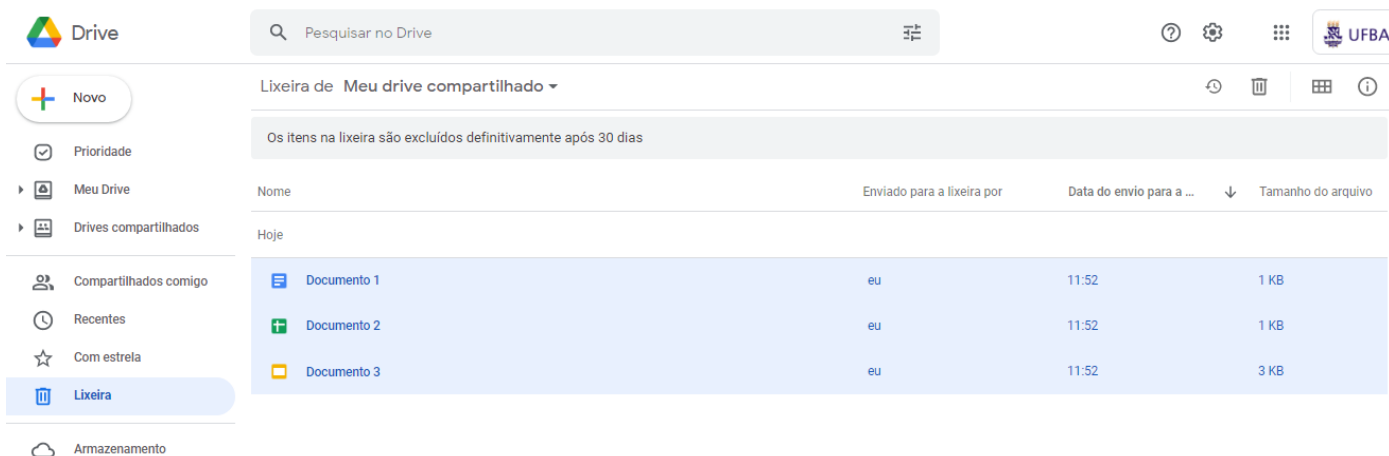 Drive
Pesquisar no Drive
UFBA
Novo
Lixeira de Meu drive compartilhado
Os itens na lixeira são excluídos definitivamente após 30 dias
Prioridade
Meu Drive
Drives compartilhados
Compartilhados comigo
Recentes
Com estrela
Lixeira
Armazenamento
Nome Enviado para a lixeira por Data do envio para a ... Tamanho do arquivo
Hoje
Documento 1 eu 11:52 1 KB
Documento 2 eu 11:52 1 KB
Documento 3 eu 11:52 3 KB